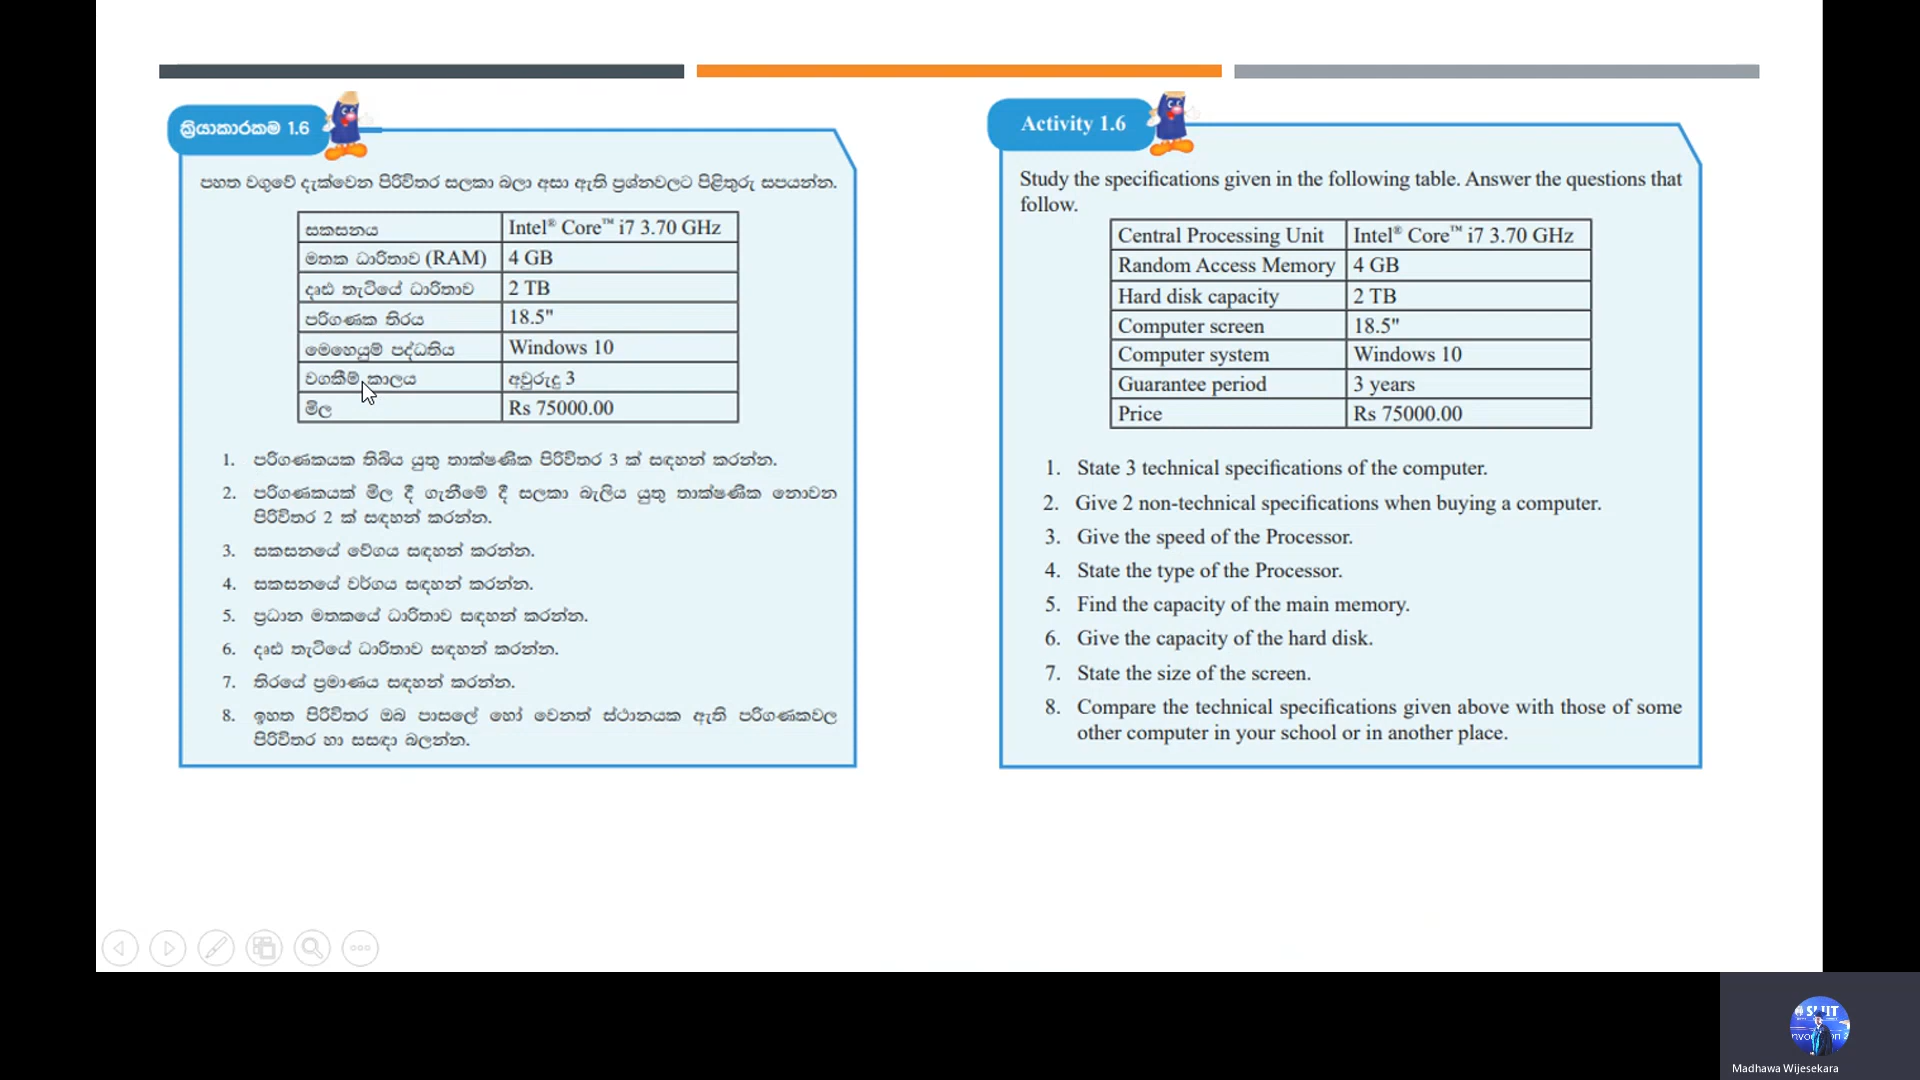 ක්‍රියාකාරකම 1.6
පහත වගුවේ දැක්වෙන පිරිවිතර සලකා බලා අසා ඇති ප්‍රශ්නවලට පිළිතුරු සපයන්න.
සකසනය Intel® Core™ i7 3.70 GHz
මතක ධාරිතාව (RAM) 4 GB
දෘඪ තැටියේ ධාරිතාව 2 TB
පරිගණක තිරය 18.5"
මෙහෙයුම් පද්ධතිය Windows 10
වගකීම් කාලය අවුරුදු 3
මිල Rs 75000.00
1. පරිගණකයක තිබිය යුතු තාක්ෂණික පිරිවිතර 3 ක් සඳහන් කරන්න.
2. පරිගණකයක් මිල දී ගැනීමේ දී සලකා බැලිය යුතු තාක්ෂණික නොවන
පිරිවිතර 2 ක් සඳහන් කරන්න.
3. සකසනයේ වේගය සඳහන් කරන්න.
4. සකසනයේ වර්ගය සඳහන් කරන්න.
5. ප්‍රධාන මතකයේ ධාරිතාව සඳහන් කරන්න.
6. දෘඪ තැටියේ ධාරිතාව සඳහන් කරන්න.
7. තිරයේ ප්‍රමාණය සඳහන් කරන්න.
8. ඉහත පිරිවිතර ඔබ පාසලේ හෝ වෙනත් ස්ථානයක ඇති පරිගණකවල
පිරිවිතර හා සසඳා බලන්න.
Activity 1.6
Study the specifications given in the following table. Answer the questions that
follow.
Central Processing Unit Intel® Core™ i7 3.70 GHz
Random Access Memory 4 GB
Hard disk capacity 2 TB
Computer screen 18.5"
Computer system Windows 10
Guarantee period 3 years
Price Rs 75000.00
1. State 3 technical specifications of the computer.
2. Give 2 non-technical specifications when buying a computer.
3. Give the speed of the Processor.
4. State the type of the Processor.
5. Find the capacity of the main memory.
6. Give the capacity of the hard disk.
7. State the size of the screen.
8. Compare the technical specifications given above with those of some
other computer in your school or in another place.
Madhawa Wijesekara